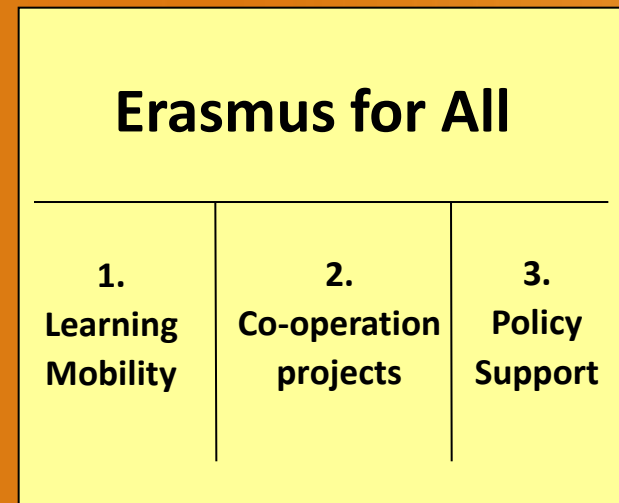 Erasmus for All
1.
Learning
Mobility
2.
Co-operation
projects
3.
Policy
Support